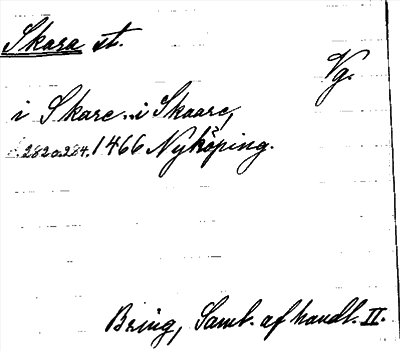 Skara st.
Vg.
i Skare. i Skaare,
s. 282 o. 284. 1466 Nyköping.
Bring, Saml. af handl. II.